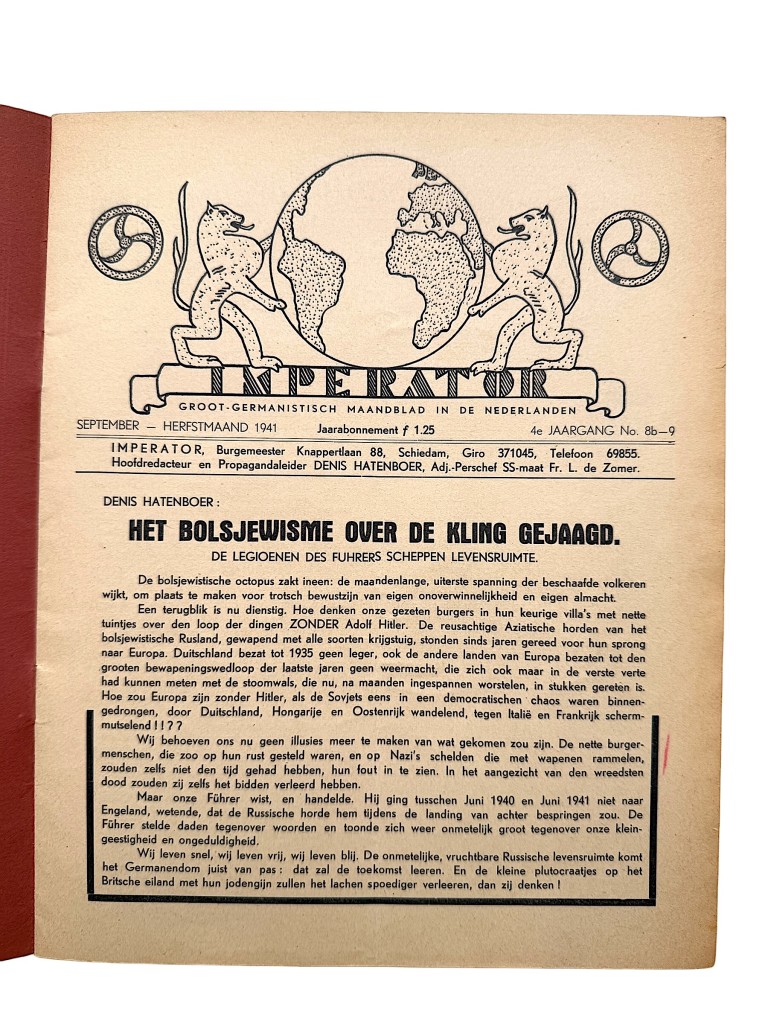 IMPERATOR
GROOT-GERMANISTISCH MAANDBLAD IN DE NEDERLANDEN
SEPTEMBER — HERFSTMAAND 1941 Jaarabonnement ƒ 1.25 4e JAARGANG No. 8b—9
IMPERATOR, Burgemeester Knappertlaan 88, Schiedam, Giro 371045, Telefoon 69855.
Hoofdredacteur en Propagandaleider DENIS HATENBOER, Adj.-Perschef SS-maat Fr. L. de Zomer.
DENIS HATENBOER :
HET BOLSJEWISME OVER DE KLING GEJAAGD.
DE LEGIOENEN DES FUHRERS SCHEPPEN LEVENSRUIMTE.
De bolsjewistische octopus zakt ineen: de maandenlange, uiterste spanning der beschaafde volkeren
wijkt, om plaats te maken voor trotsch bewustzijn van eigen onoverwinnelijkheid en eigen almacht.
Een terugblik is nu dienstig. Hoe denken onze gezeten burgers in hun keurige villa's met nette
tuintjes over den loop der dingen ZONDER Adolf Hitler. De reusachtige Aziatische horden van het
bolsjewistische Rusland, gewapend met alle soorten krijgstuig, stonden sinds jaren gereed voor hun sprong
naar Europa. Duitschland bezat tot 1935 geen leger, ook de andere landen van Europa bezaten tot den
grooten bewapeningswedloop der laatste jaren geen weermacht, die zich ook maar in de verste verte
had kunnen meten met de stoomwals, die nu, na maanden ingespannen worstelen, in stukken gereten is.
Hoe zou Europa zijn zonder Hitler, als de Sovjets eens in een democratischen chaos waren binnen-
gedrongen, door Duitschland, Hongarije en Oostenrijk wandelend, tegen Italië en Frankrijk scherm-
mutselend ! ! ? ?
Wij behoeven ons nu geen illusies meer te maken van wat gekomen zou zijn. De nette burger-
menschen, die zoo op hun rust gesteld waren, en op Nazi's schelden die met wapenen rammelen,
zouden zelfs niet den tijd gehad hebben, hun fout in te zien. In het aangezicht van den wreedsten
dood zouden zij zelfs het bidden verleerd hebben.
Maar onze Führer wist, en handelde. Hij ging tusschen Juni 1940 en Juni 1941 niet naar
Engeland, wetende, dat de Russische horde hem tijdens de landing van achter bespringen zou. De
Führer stelde daden tegenover woorden en toonde zich weer onmetelijk groot tegenover onze klein-
geestigheid en ongeduldigheid.
Wij leven snel, wij leven vrij, wij leven blij. De onmetelijke, vruchtbare Russische levensruimte komt
het Germanendom juist van pas : dat zal de toekomst leeren. En de kleine plutocraatjes op het
Britsche eiland met hun jodengijn zullen het lachen spoediger verleeren, dan zij denken !